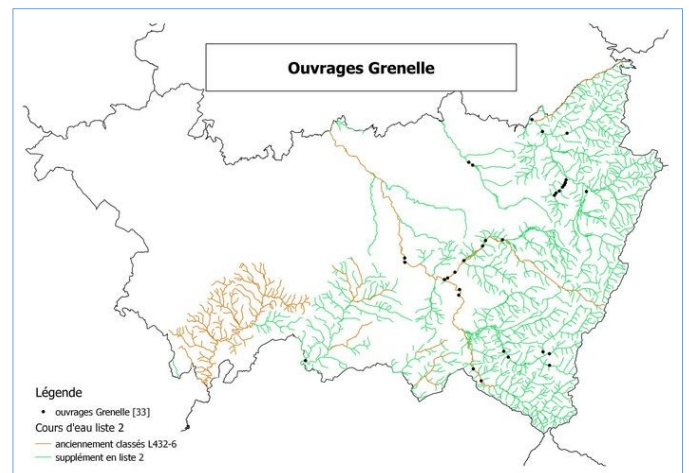 Ouvrages Grenelle
Légende
ouvrages Grenelle [33]
Cours d'eau liste 2
anciennement classés L432-6
supplément en liste 2